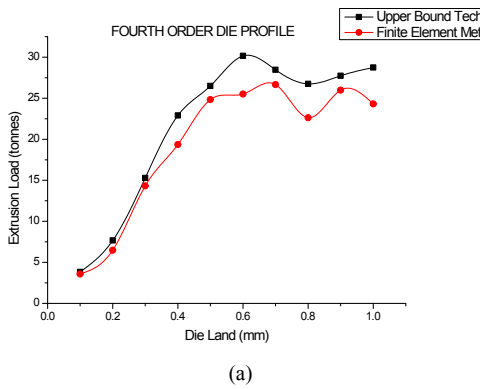 FOURTH ORDER DIE PROFILE
Upper Bound Tech
Finite Element Met
Extrusion Load (tonnes)
30
25
20
15
10
5
0
0.0 0.2 0.4 0.6 0.8 1.0
Die Land (mm)
(a)